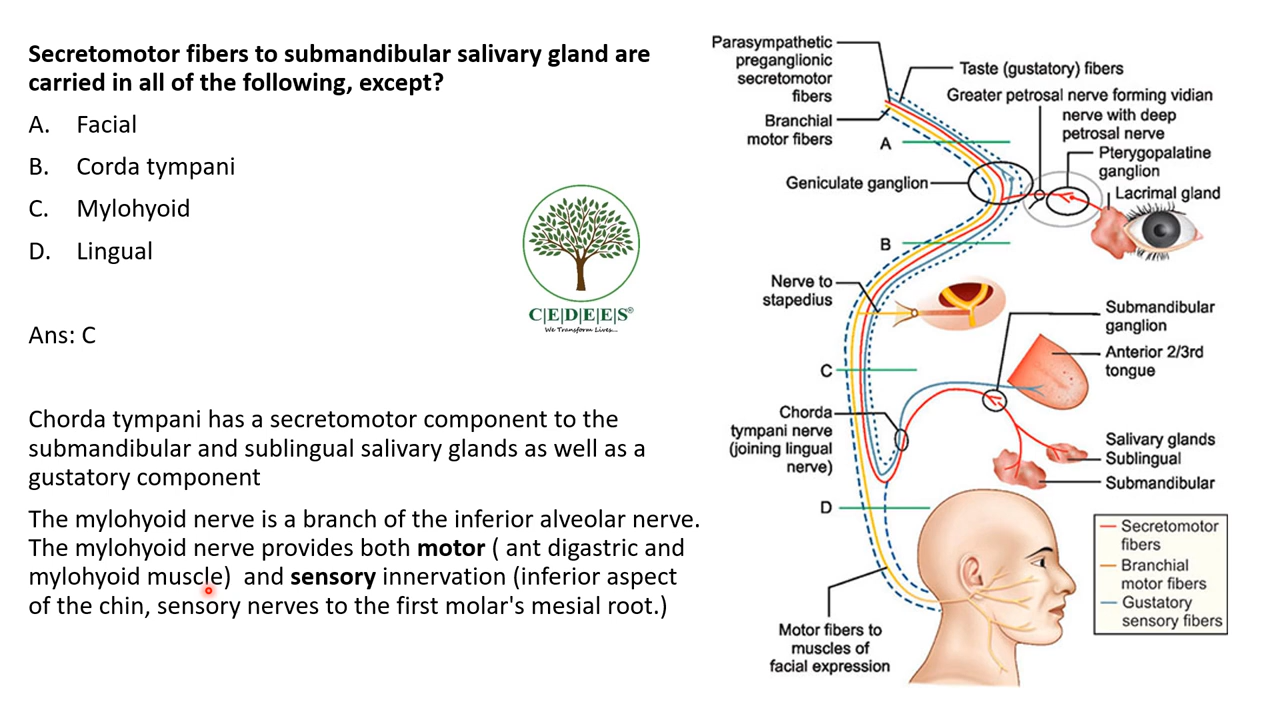 Secretomotor fibers to submandibular salivary gland are
carried in all of the following, except?
A. Facial
B. Corda tympani
C. Mylohyoid
D. Lingual
Ans: C
Chorda tympani has a secretomotor component to the
submandibular and sublingual salivary glands as well as a
gustatory component
The mylohyoid nerve is a branch of the inferior alveolar nerve.
The mylohyoid nerve provides both motor ( ant digastric and
mylohyoid muscle) and sensory innervation (inferior aspect
of the chin, sensory nerves to the first molar's mesial root.)
C|E|D|E|E|S®
We Transform Lives...
Parasympathetic
preganglionic
secretomotor
fibers
Branchial
motor fibers
Taste (gustatory) fibers
Greater petrosal nerve forming vidian
nerve with deep
petrosal nerve
Pterygopalatine
ganglion
Lacrimal gland
A
Geniculate ganglion
B
Nerve to
stapedius
Submandibular
ganglion
Anterior 2/3rd
tongue
C
Chorda
tympani nerve
(joining lingual
nerve)
Salivary glands
Sublingual
Submandibular
D
Secretomotor
fibers
Branchial
motor fibers
Gustatory
sensory fibers
Motor fibers to
muscles of
facial expression